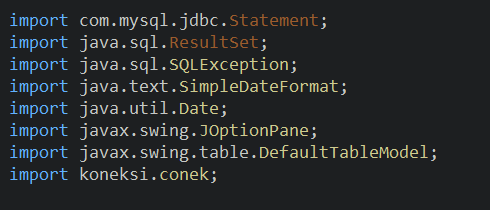 import com.mysql.jdbc.Statement;
import java.sql.ResultSet;
import java.sql.SQLException;
import java.text.SimpleDateFormat;
import java.util.Date;
import javax.swing.JOptionPane;
import javax.swing.table.DefaultTableModel;
import koneksi.conek;